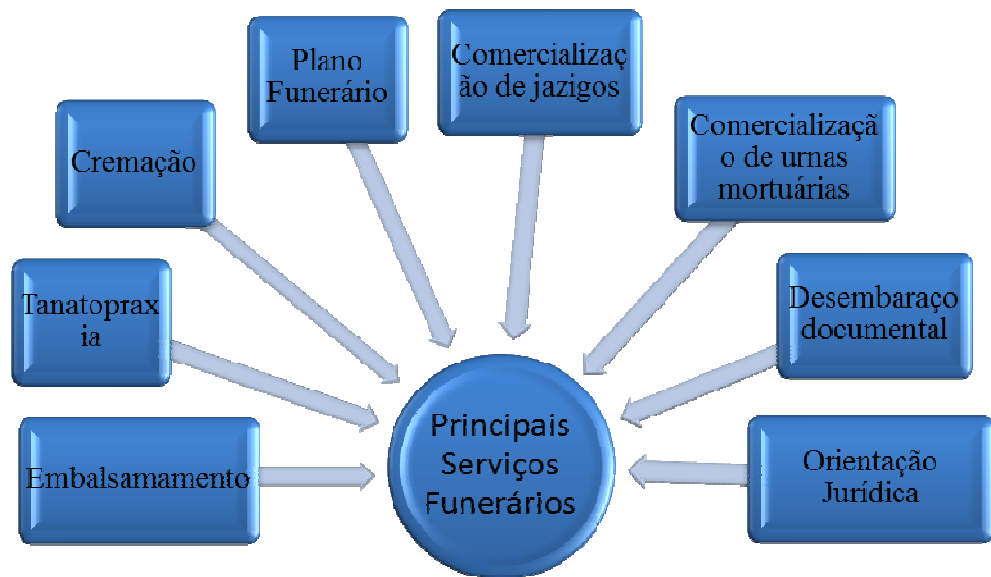 Embalsamamento
Tanatoprax
ia
Cremação
Plano
Funerário
Comercializaç
ão de jazigos
Comercializaçã
o de urnas
mortuárias
Desembaraço
documental
Orientação
Jurídica
Principais
Serviços
Funerários